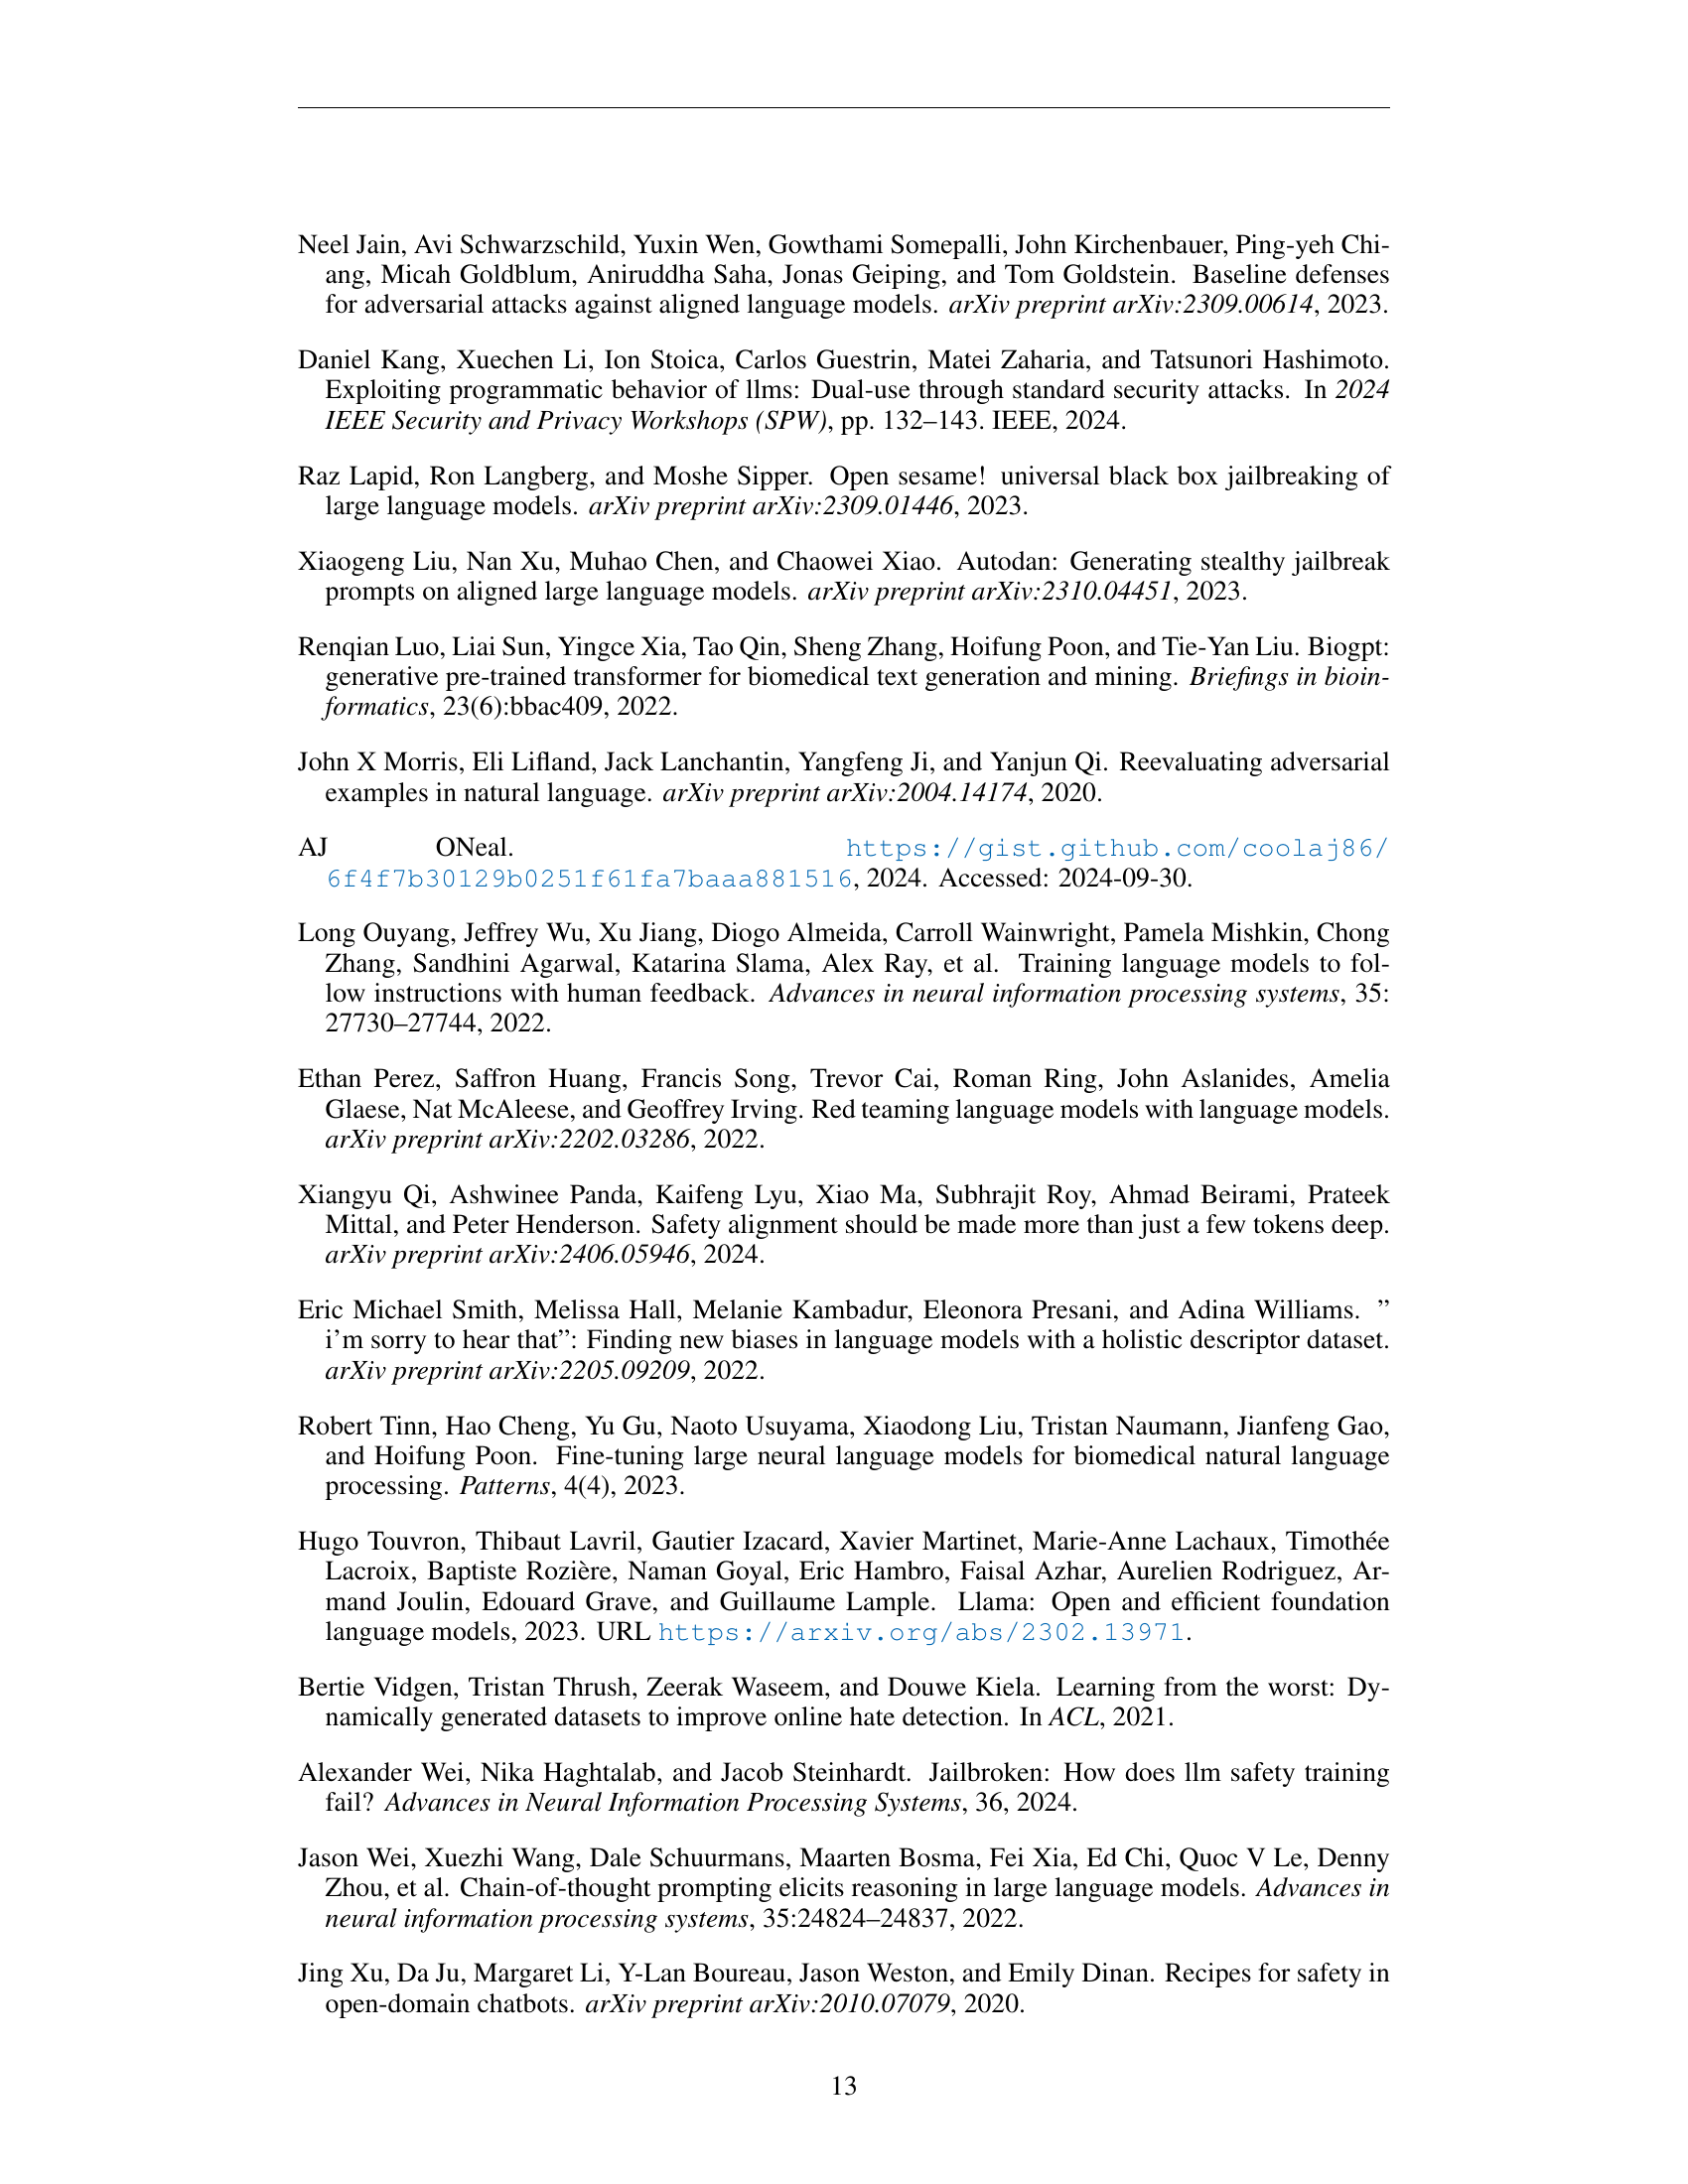 Neel Jain, Avi Schwarzschild, Yuxin Wen, Gowthami Somepalli, John Kirchenbauer, Ping-yeh Chi-
ang, Micah Goldblum, Aniruddha Saha, Jonas Geiping, and Tom Goldstein. Baseline defenses
for adversarial attacks against aligned language models. arXiv preprint arXiv:2309.00614, 2023.
Daniel Kang, Xuechen Li, Ion Stoica, Carlos Guestrin, Matei Zaharia, and Tatsunori Hashimoto.
Exploiting programmatic behavior of llms: Dual-use through standard security attacks. In 2024
IEEE Security and Privacy Workshops (SPW), pp. 132–143. IEEE, 2024.
Raz Lapid, Ron Langberg, and Moshe Sipper. Open sesame! universal black box jailbreaking of
large language models. arXiv preprint arXiv:2309.01446, 2023.
Xiaogeng Liu, Nan Xu, Muhao Chen, and Chaowei Xiao. Autodan: Generating stealthy jailbreak
prompts on aligned large language models. arXiv preprint arXiv:2310.04451, 2023.
Renqian Luo, Liai Sun, Yingce Xia, Tao Qin, Sheng Zhang, Hoifung Poon, and Tie-Yan Liu. Biogpt:
generative pre-trained transformer for biomedical text generation and mining. Briefings in bioin-
formatics, 23(6):bbac409, 2022.
John X Morris, Eli Lifland, Jack Lanchantin, Yangfeng Ji, and Yanjun Qi. Reevaluating adversarial
examples in natural language. arXiv preprint arXiv:2004.14174, 2020.
AJ ONeal. https://gist.github.com/coolaj86/
6f4f7b30129b0251f61fa7baaa881516, 2024. Accessed: 2024-09-30.
Long Ouyang, Jeffrey Wu, Xu Jiang, Diogo Almeida, Carroll Wainwright, Pamela Mishkin, Chong
Zhang, Sandhini Agarwal, Katarina Slama, Alex Ray, et al. Training language models to fol-
low instructions with human feedback. Advances in neural information processing systems, 35:
27730–27744, 2022.
Ethan Perez, Saffron Huang, Francis Song, Trevor Cai, Roman Ring, John Aslanides, Amelia
Glaese, Nat McAleese, and Geoffrey Irving. Red teaming language models with language models.
arXiv preprint arXiv:2202.03286, 2022.
Xiangyu Qi, Ashwinee Panda, Kaifeng Lyu, Xiao Ma, Subhrajit Roy, Ahmad Beirami, Prateek
Mittal, and Peter Henderson. Safety alignment should be made more than just a few tokens deep.
arXiv preprint arXiv:2406.05946, 2024.
Eric Michael Smith, Melissa Hall, Melanie Kambadur, Eleonora Presani, and Adina Williams. ”
i’m sorry to hear that”: Finding new biases in language models with a holistic descriptor dataset.
arXiv preprint arXiv:2205.09209, 2022.
Robert Tinn, Hao Cheng, Yu Gu, Naoto Usuyama, Xiaodong Liu, Tristan Naumann, Jianfeng Gao,
and Hoifung Poon. Fine-tuning large neural language models for biomedical natural language
processing. Patterns, 4(4), 2023.
Hugo Touvron, Thibaut Lavril, Gautier Izacard, Xavier Martinet, Marie-Anne Lachaux, Timothée
Lacroix, Baptiste Rozière, Naman Goyal, Eric Hambro, Faisal Azhar, Aurelien Rodriguez, Ar-
mand Joulin, Edouard Grave, and Guillaume Lample. Llama: Open and efficient foundation
language models, 2023. URL https://arxiv.org/abs/2302.13971.
Bertie Vidgen, Tristan Thrush, Zeerak Waseem, and Douwe Kiela. Learning from the worst: Dy-
namically generated datasets to improve online hate detection. In ACL, 2021.
Alexander Wei, Nika Haghtalab, and Jacob Steinhardt. Jailbroken: How does llm safety training
fail? Advances in Neural Information Processing Systems, 36, 2024.
Jason Wei, Xuezhi Wang, Dale Schuurmans, Maarten Bosma, Fei Xia, Ed Chi, Quoc V Le, Denny
Zhou, et al. Chain-of-thought prompting elicits reasoning in large language models. Advances in
neural information processing systems, 35:24824–24837, 2022.
Jing Xu, Da Ju, Margaret Li, Y-Lan Boureau, Jason Weston, and Emily Dinan. Recipes for safety in
open-domain chatbots. arXiv preprint arXiv:2010.07079, 2020.
13